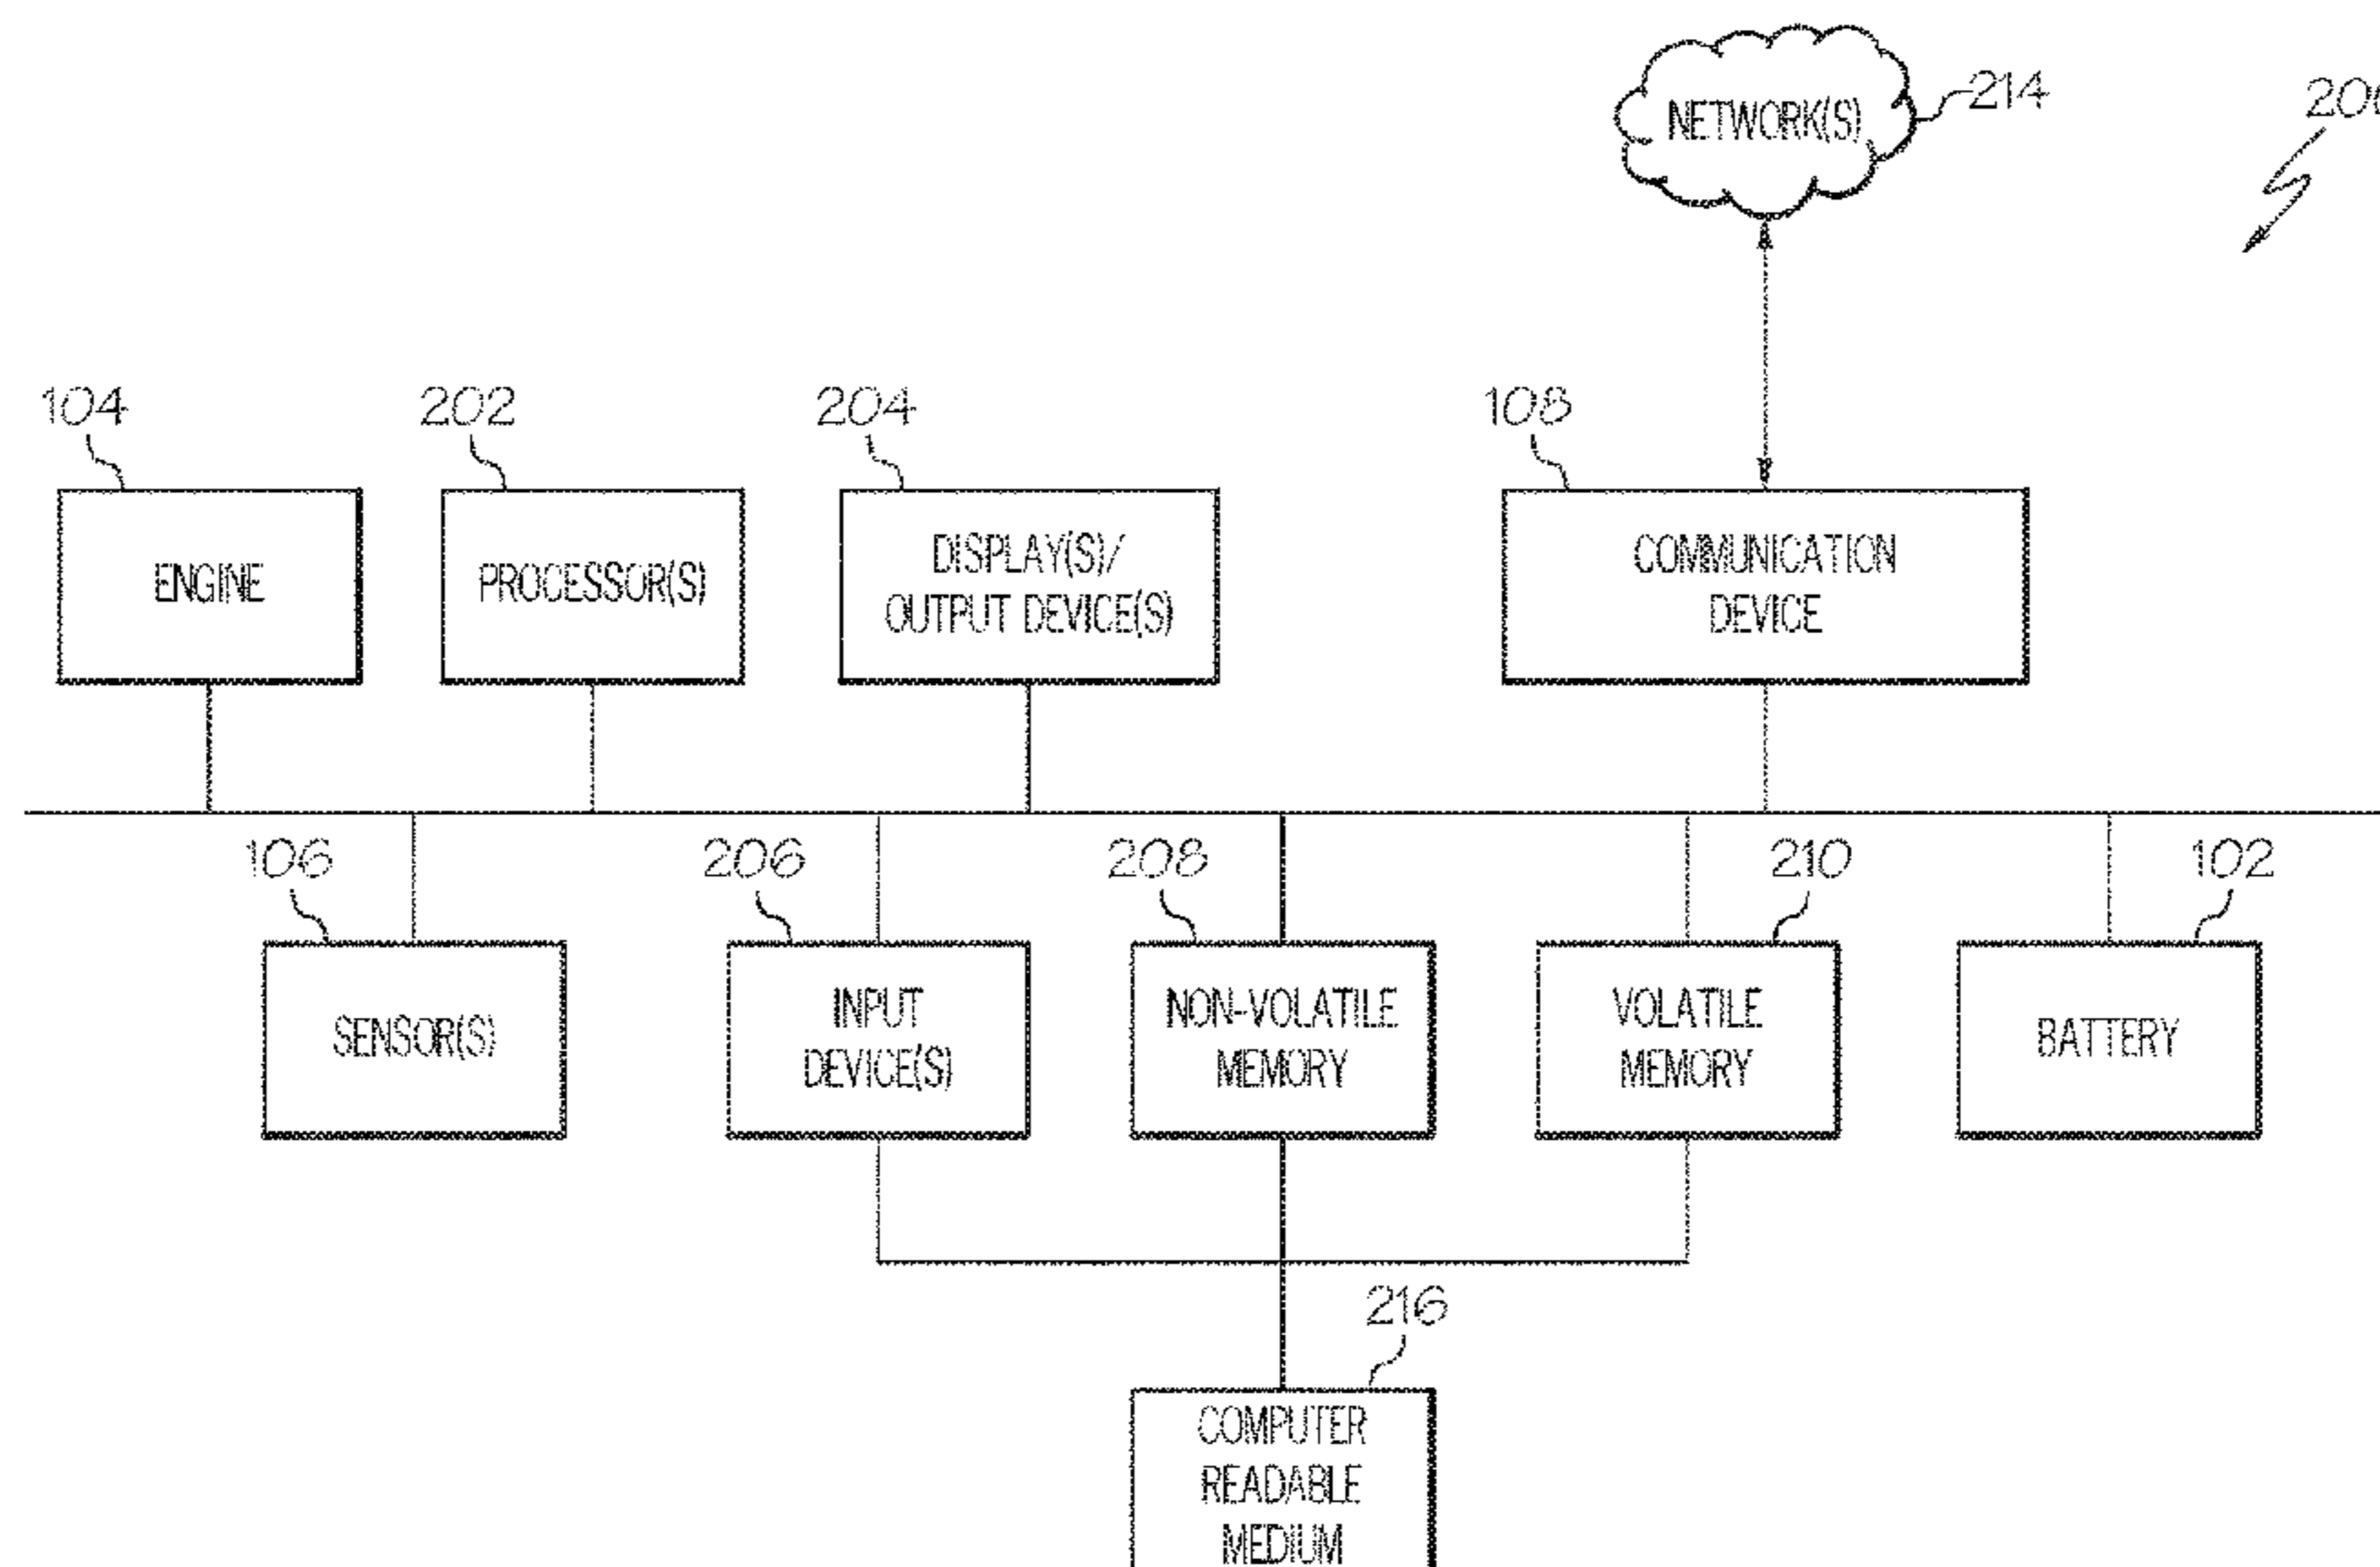 NETWORK(S)
214
200
104
202
204
108
ENGINE
PROCESSOR(S)
DISPLAY(S)/
OUTPUT DEVICE(S)
COMMUNICATION
DEVICE
106
206
208
210
102
SENSOR(S)
INPUT
DEVICE(S)
NON-VOLATILE
MEMORY
VOLATILE
MEMORY
BATTERY
216
COMPUTER
READABLE
MEDIUM